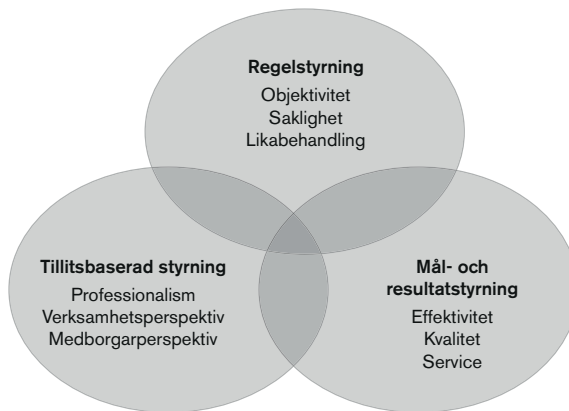 Regelstyrning
Objektivitet
Saklighet
Likabehandling
Tillitsbaserad styrning
Professionalism
Verksamhetsperspektiv
Medborgarperspektiv
Mål- och
resultatstyrning
Effektivitet
Kvalitet
Service